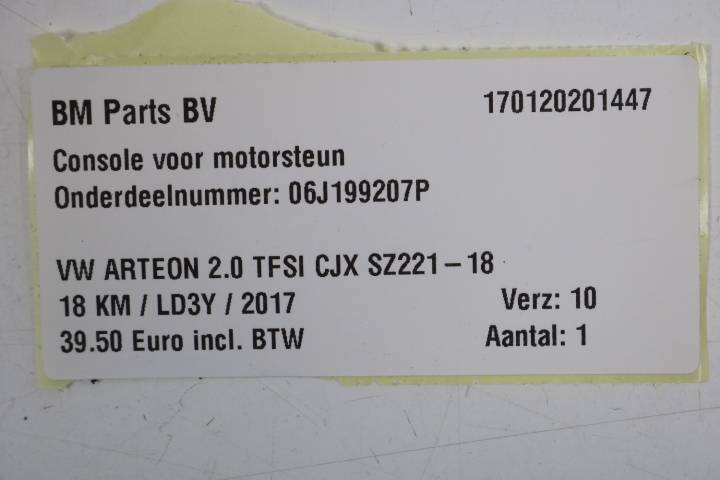 BM Parts BV 170120201447
Console voor motorsteun
Onderdeelnummer: 06J199207P
VW ARTEON 2.0 TFSI CJX SZ221-18
18 KM / LD3Y / 2017 Verz: 10
39.50 Euro incl. BTW Aantal: 1